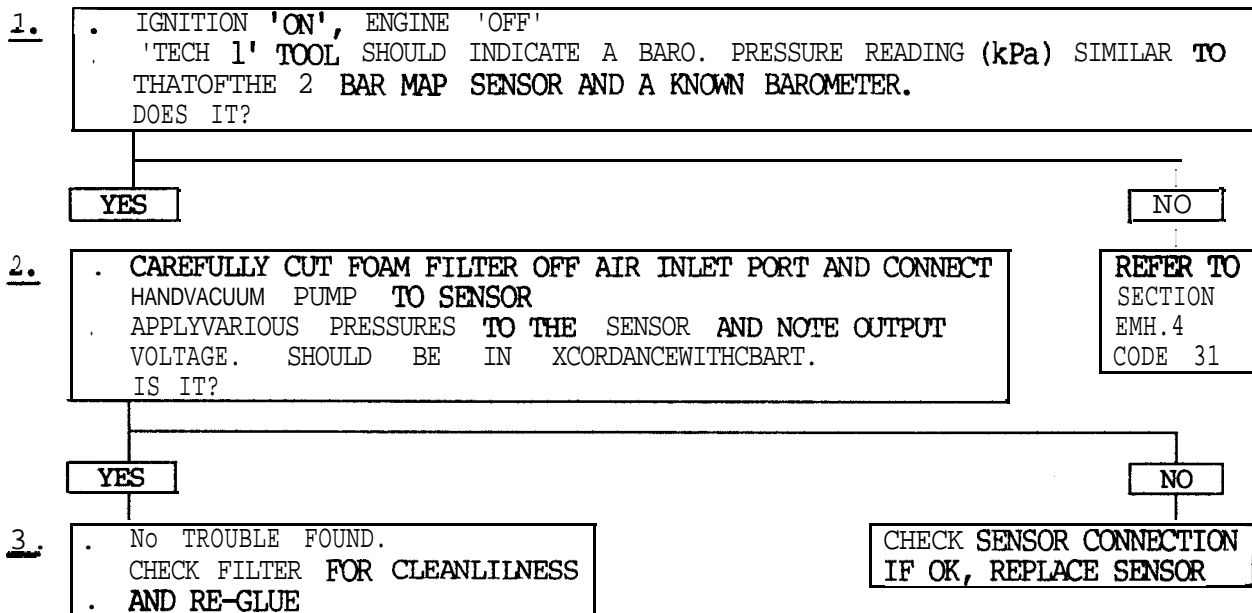 1. . IGNITION 'ON', ENGINE 'OFF'
. 'TECH 1' TOOL SHOULD INDICATE A BARO. PRESSURE READING (kPa) SIMILAR TO
THATOFTHE 2 BAR MAP SENSOR AND A KNOWN BAROMETER.
DOES IT?
YES
NO
2. . CAREFULLY CUT FOAM FILTER OFF AIR INLET PORT AND CONNECT
HANDVACUUM PUMP TO SENSOR
. APPLYVARIOUS PRESSURES TO THE SENSOR AND NOTE OUTPUT
VOLTAGE. SHOULD BE IN XCORDANCEWITHCBART.
IS IT?
REFER TO
SECTION
EMH.4
CODE 31
YES
NO
3. . No TROUBLE FOUND.
CHECK FILTER FOR CLEANLILNESS
. AND RE-GLUE
CHECK SENSOR CONNECTION
IF OK, REPLACE SENSOR